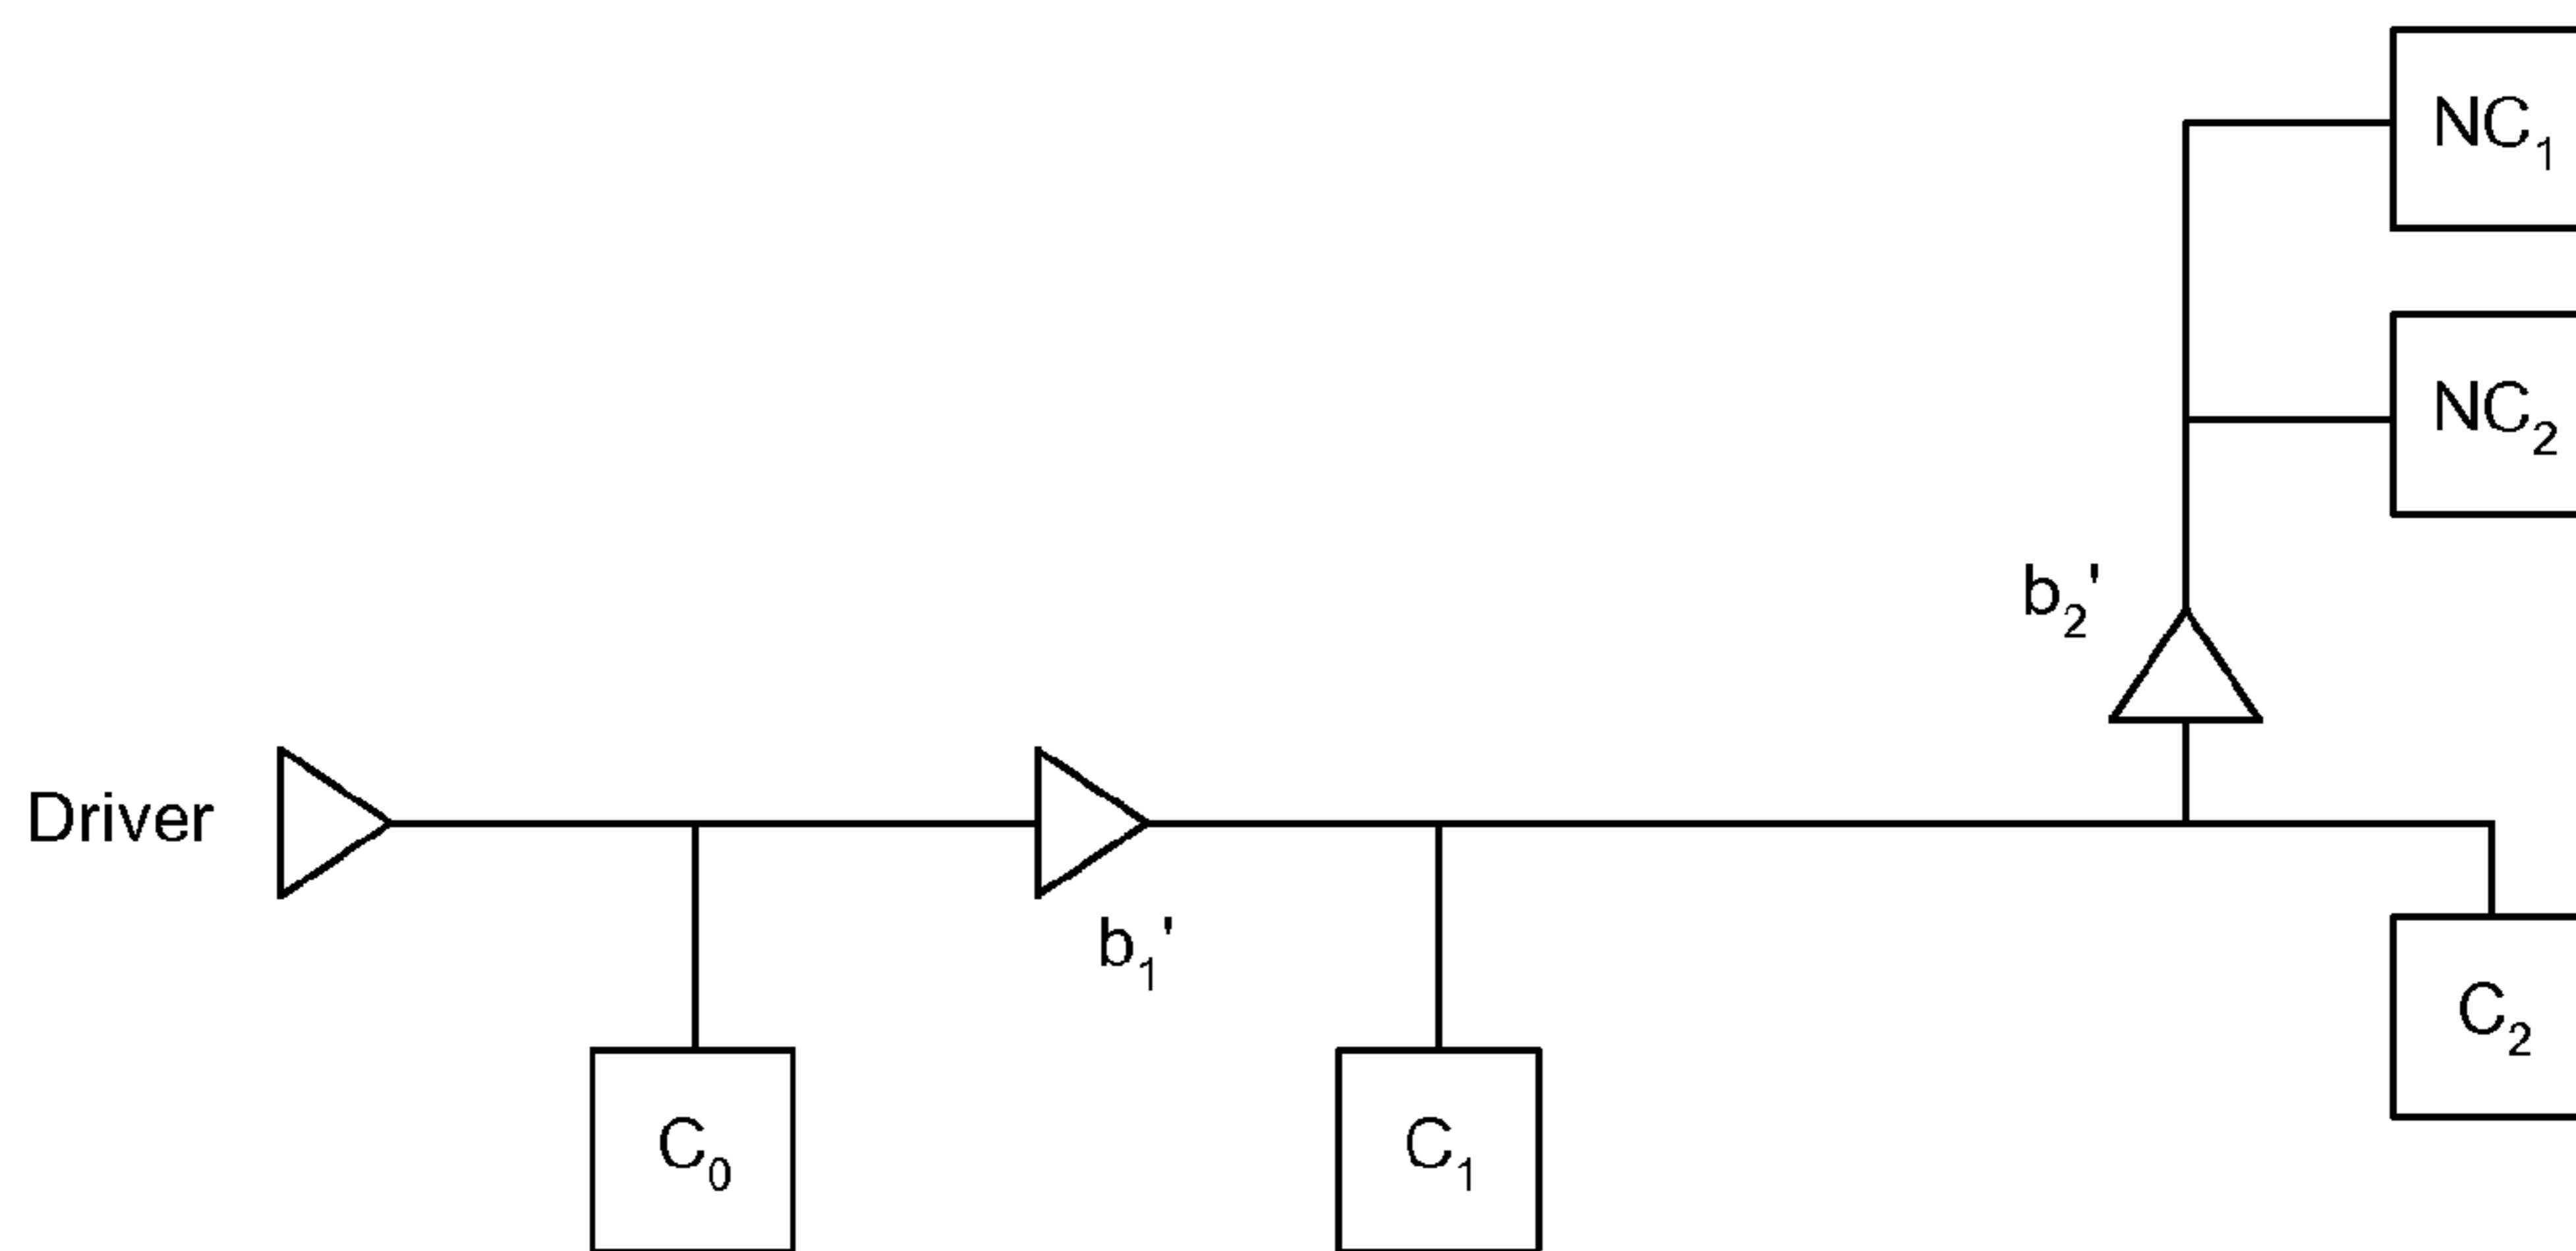 NC₁
NC₂
b₂'
Driver
b₁'
C₂
C₀
C₁